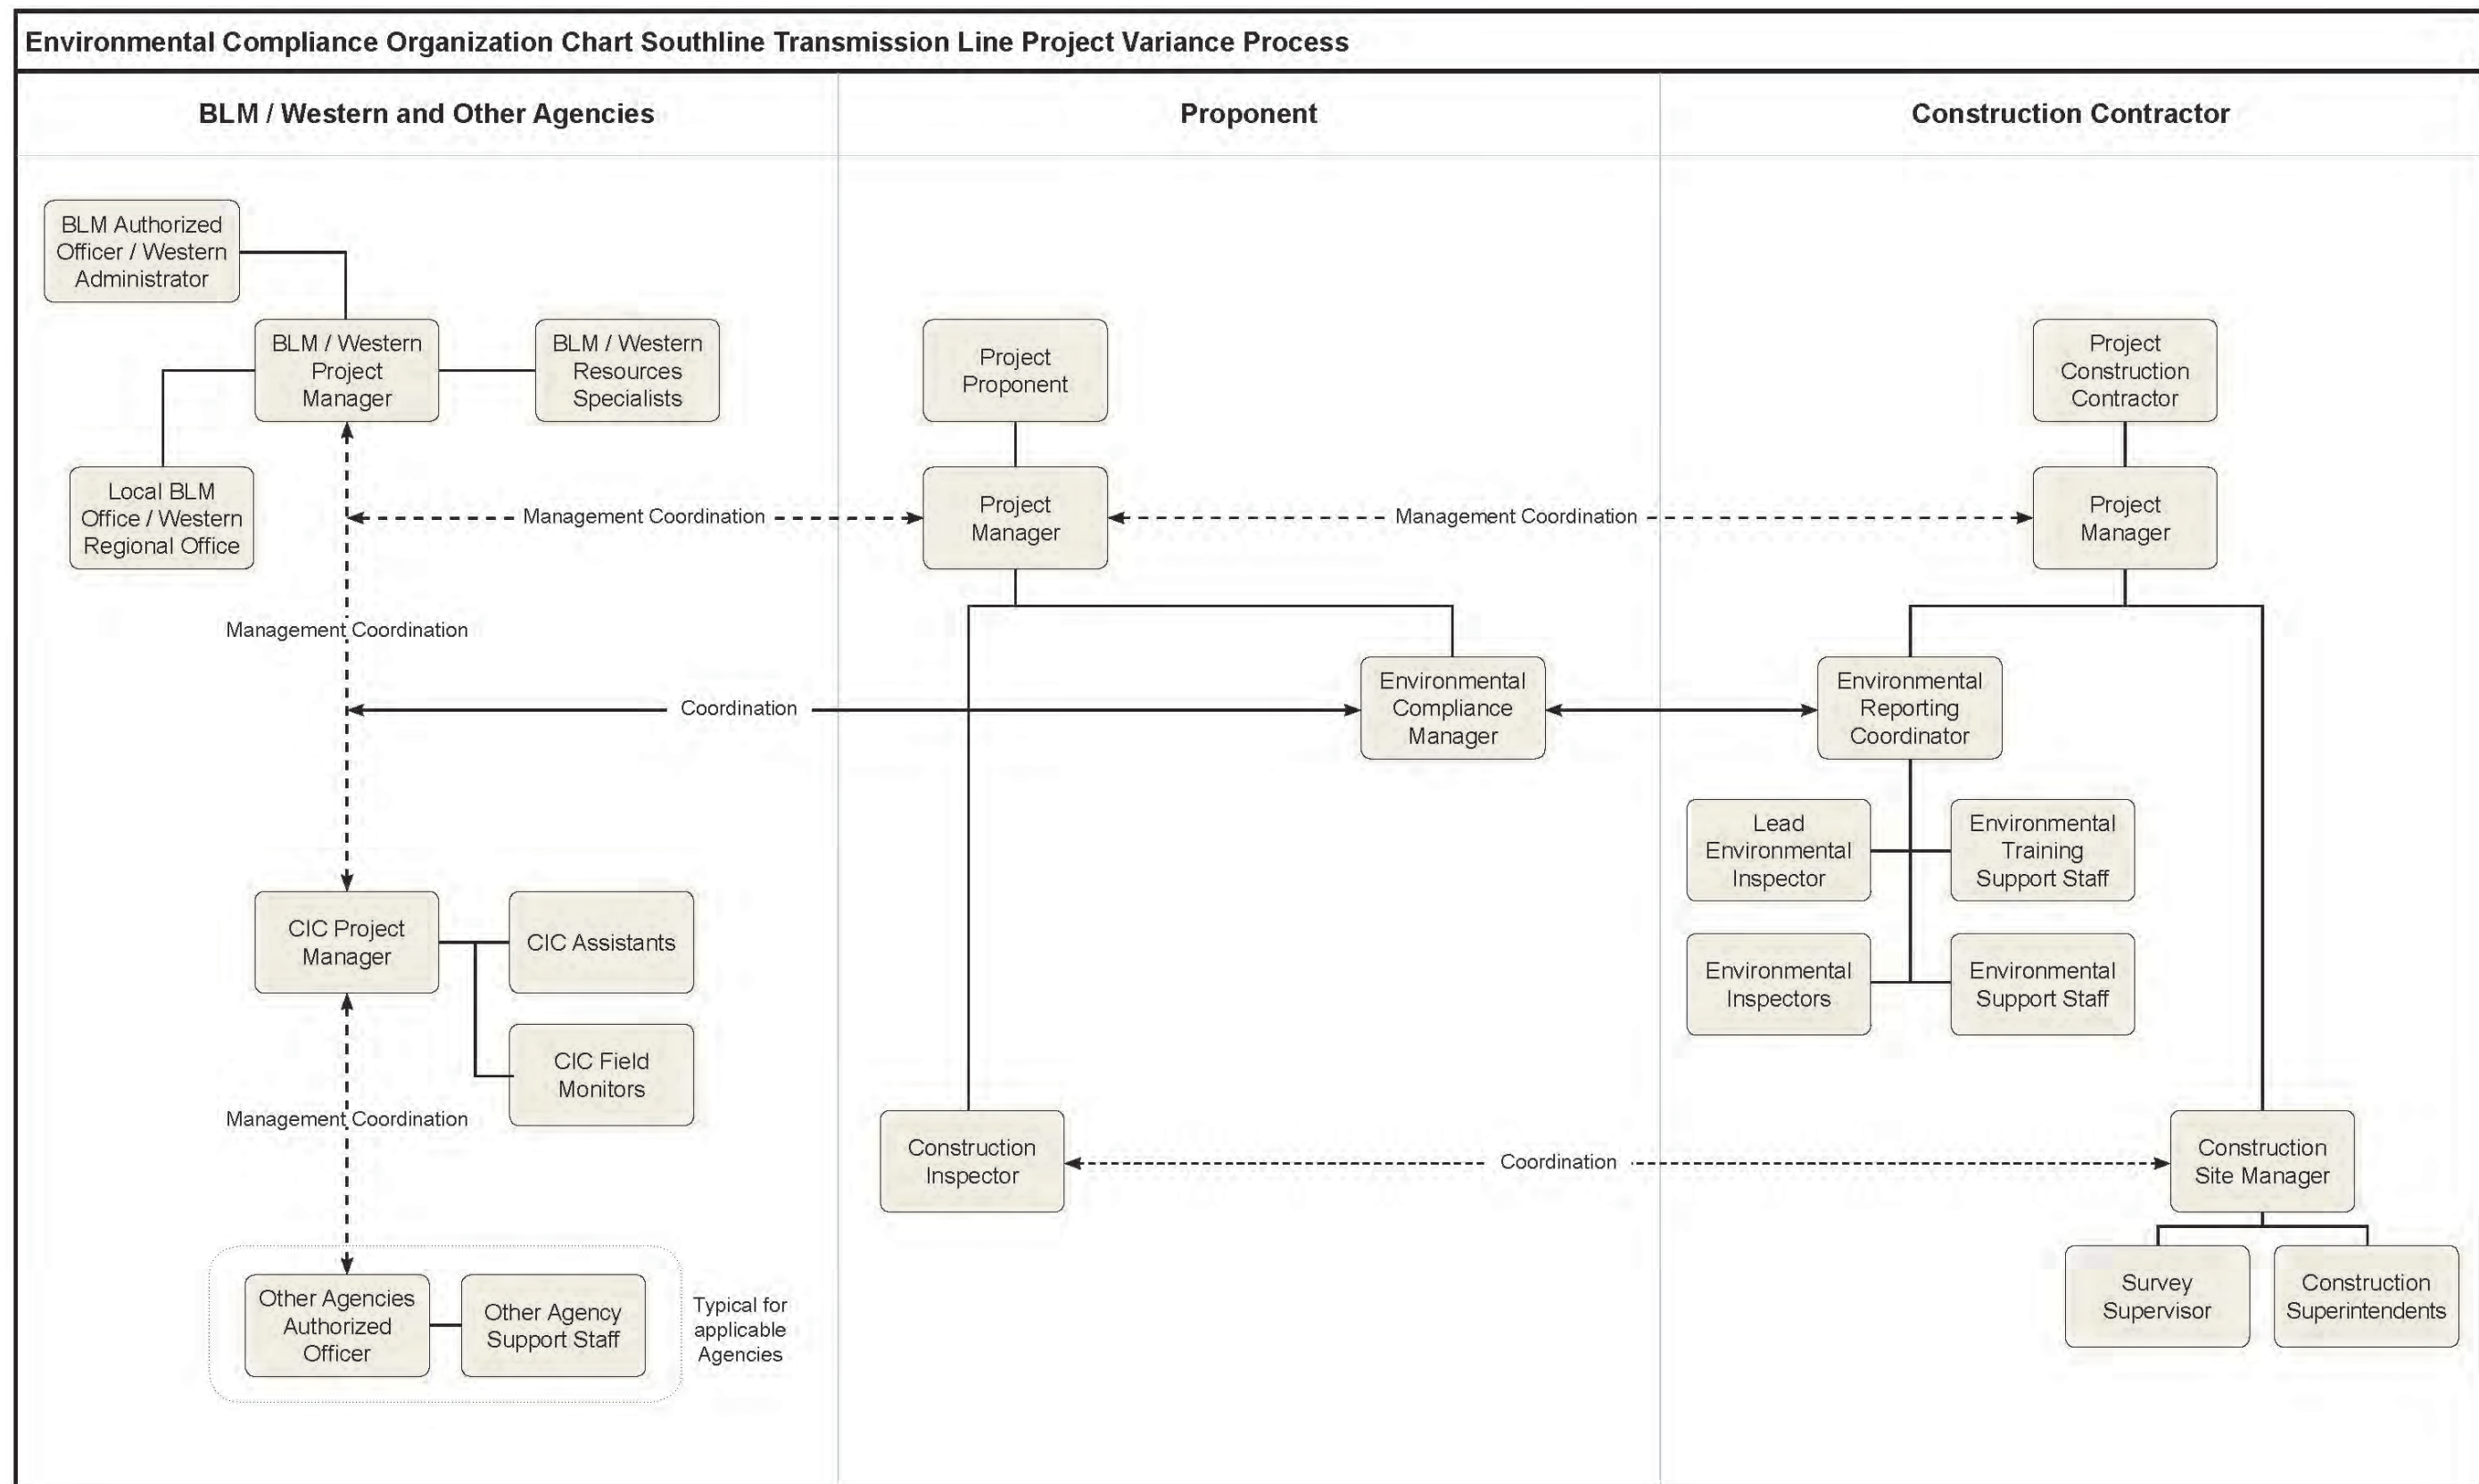 Environmental Compliance Organization Chart Southline Transmission Line Project Variance Process
BLM / Western and Other Agencies
Proponent
Construction Contractor
BLM Authorized
Officer / Western
Administrator
BLM / Western
Project
Manager
BLM / Western
Resources
Specialists
Local BLM
Office / Western
Regional Office
Management Coordination
CIC Project
Manager
CIC Assistants
CIC Field
Monitors
Management Coordination
Other Agencies
Authorized
Officer
Other Agency
Support Staff
Typical for
applicable
Agencies
Management Coordination
Coordination
Project
Proponent
Project
Manager
Environmental
Compliance
Manager
Construction
Inspector
Management Coordination
Coordination
Project
Construction
Contractor
Project
Manager
Environmental
Reporting
Coordinator
Lead
Environmental
Inspector
Environmental
Training
Support Staff
Environmental
Inspectors
Environmental
Support Staff
Construction
Site Manager
Survey
Supervisor
Construction
Superintendents